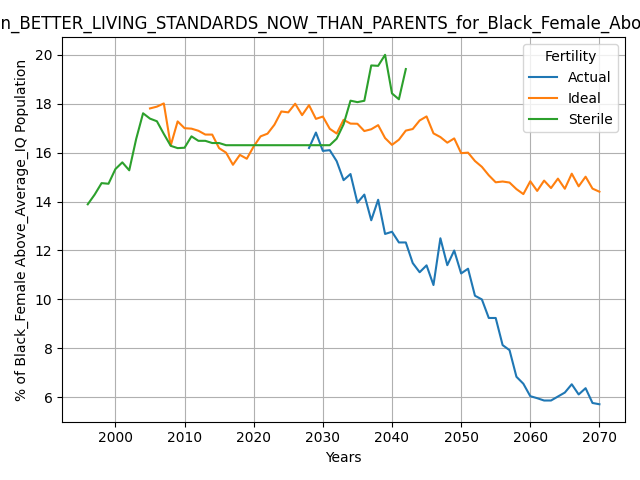 n_BETTER_LIVING_STANDARDS_NOW_THAN_PARENTS_for_Black_Female_Abo
% of Black_Female Above_Average_IQ Population
20
18
16
14
12
10
8
6
Fertility
Actual
Ideal
Sterile
2000 2010 2020 2030 2040 2050 2060 2070
Years